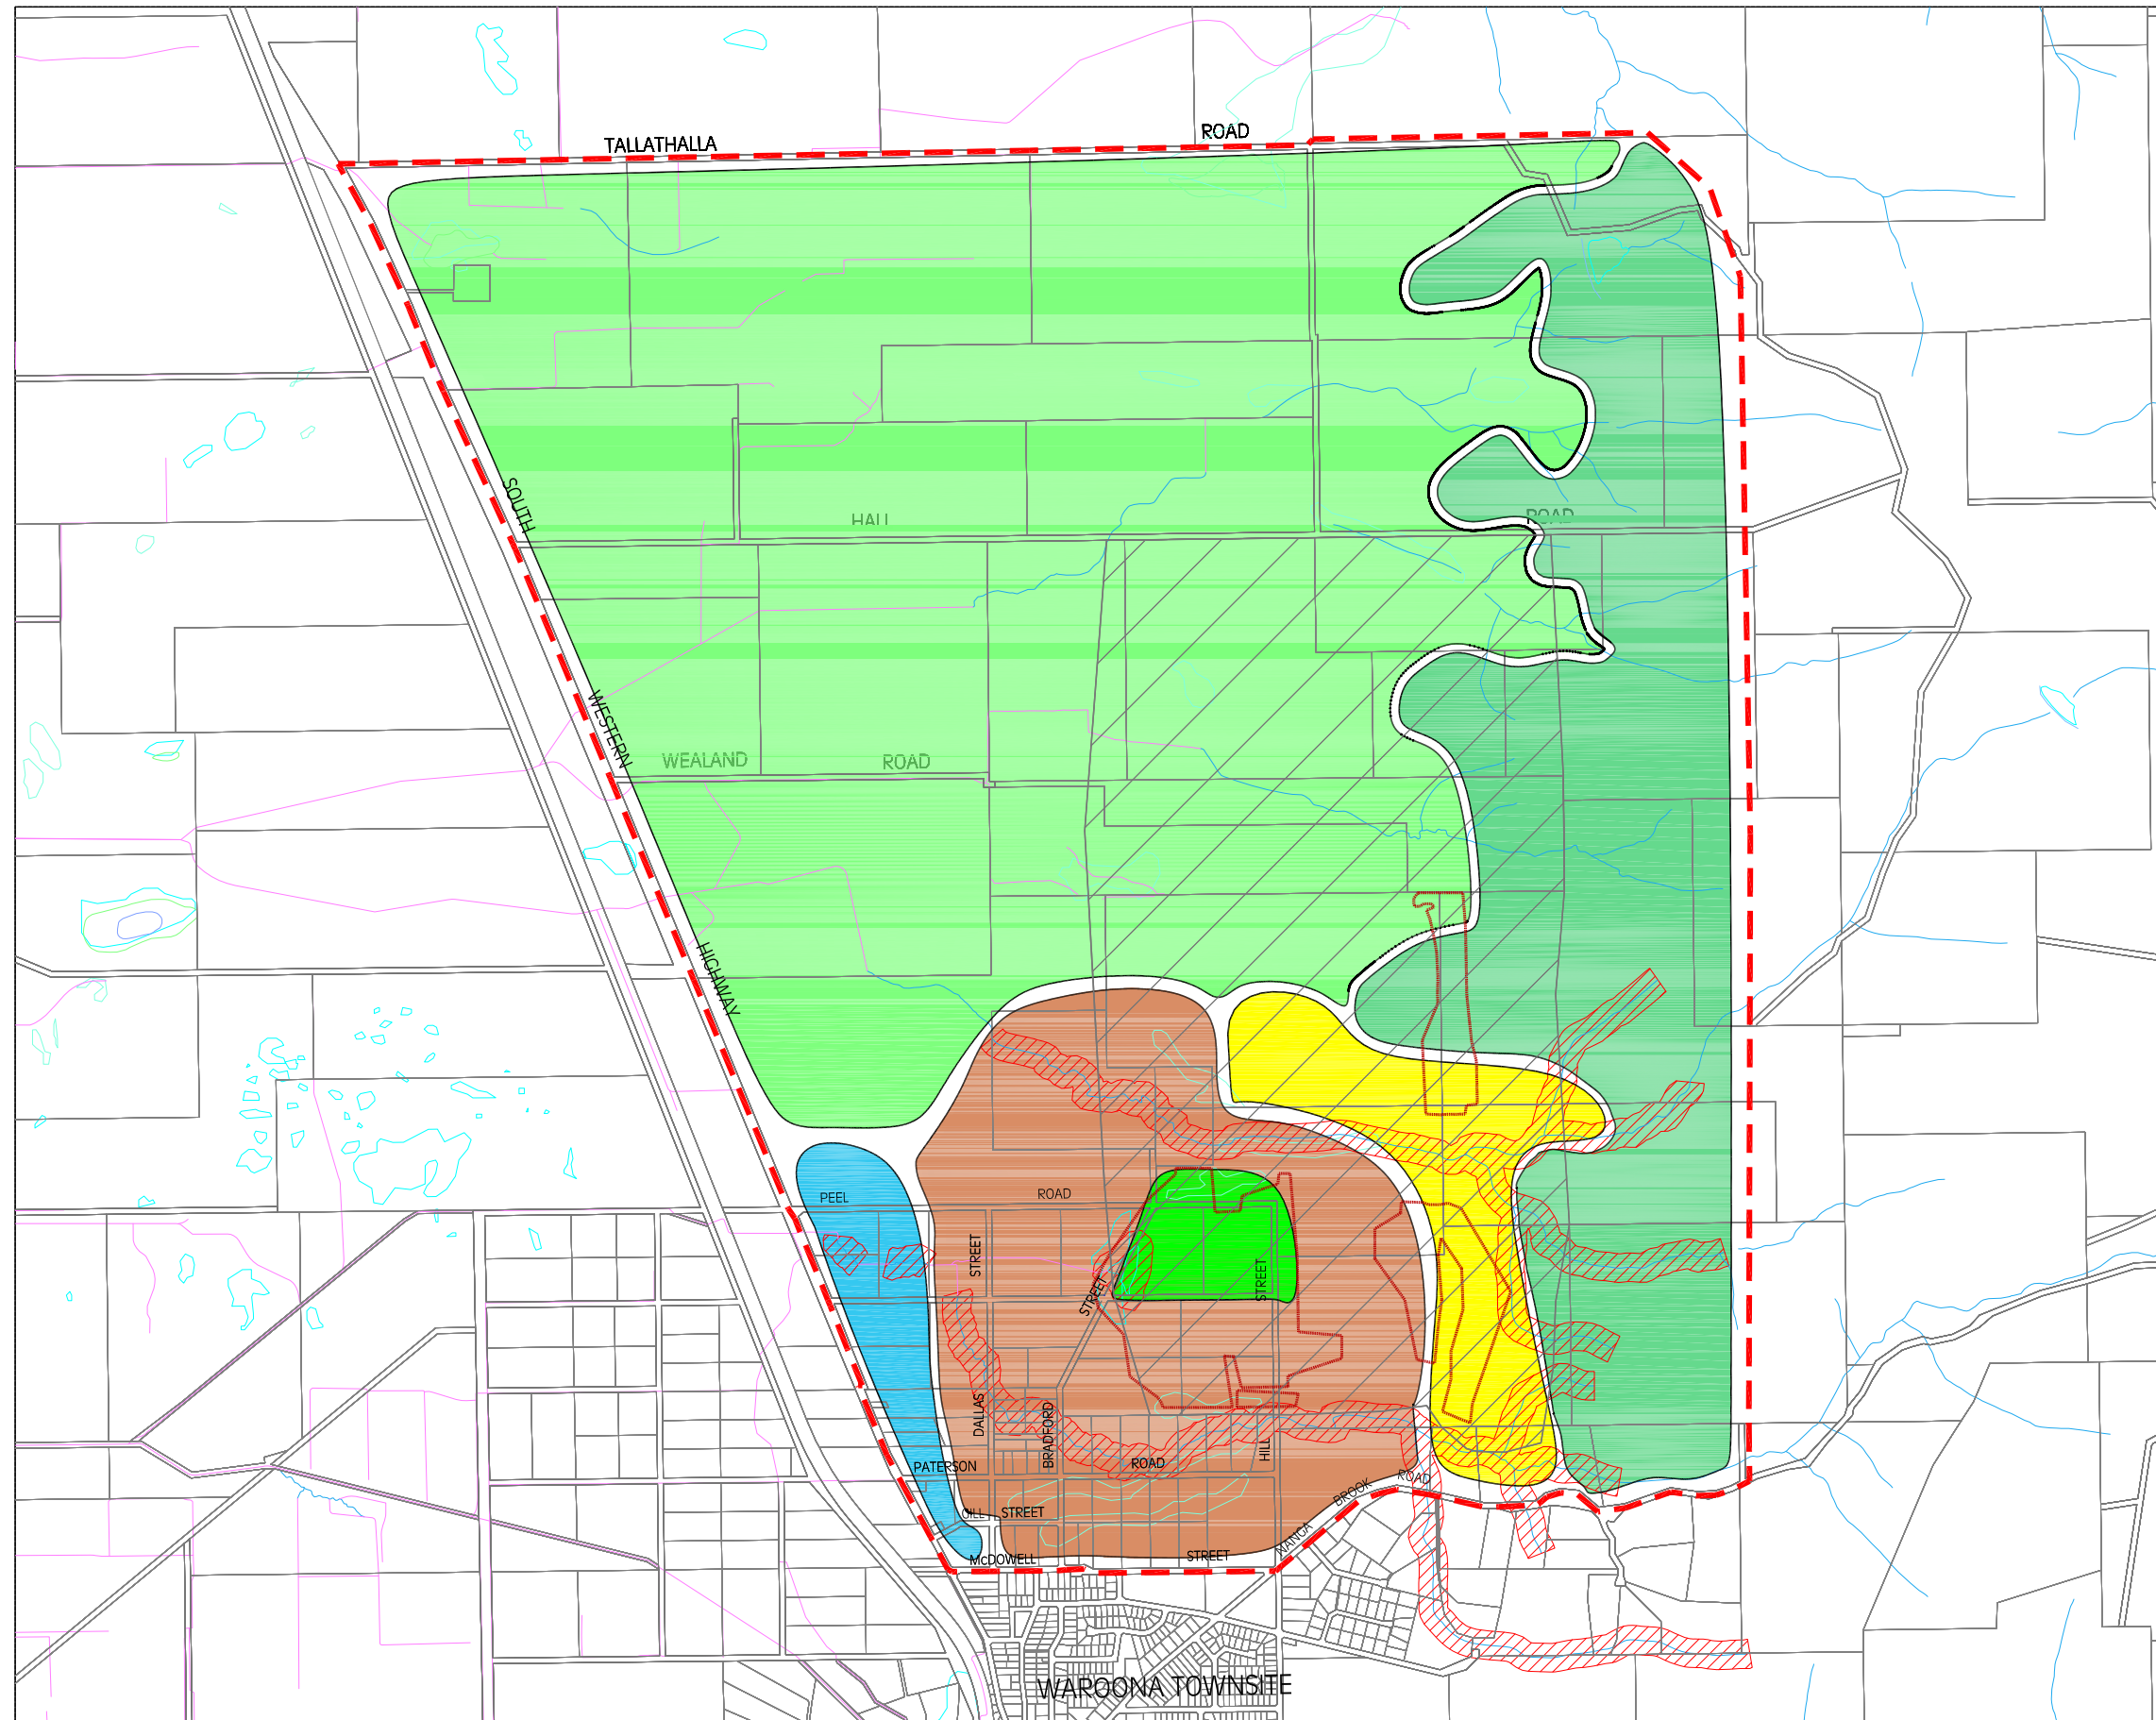 TALLATHALLA ROAD
SOUTH
HALL ROAD
WESTERN
WEALAND ROAD
HIGHWAY
PEEL ROAD
STREET
STREET
STREET
DALLAS
BRADFORD
HILL
PATERSON ROAD
ROAD
BROOK
GILL STREET
NANGA
McDOWELL STREET
WAROONA TOWNSITE